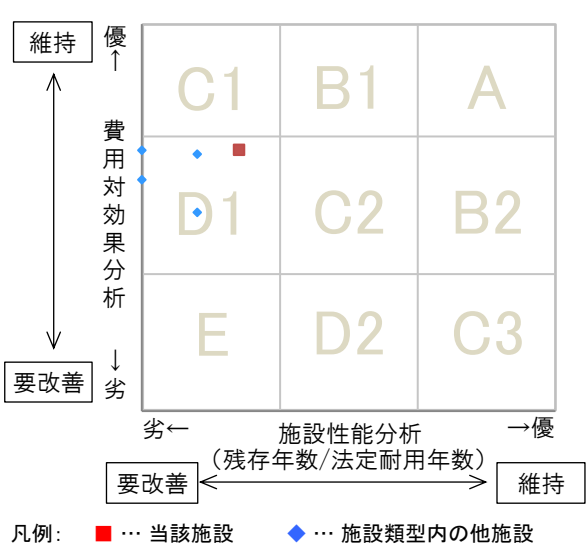 維持
優
↑
費用対効果分析
↓
劣
要改善
C1 B1 A
D1 C2 B2
E D2 C3
劣← 施設性能分析 →優
（残存年数/法定耐用年数）
要改善 維持
凡例: ■ … 当該施設 ◆ … 施設類型内の他施設